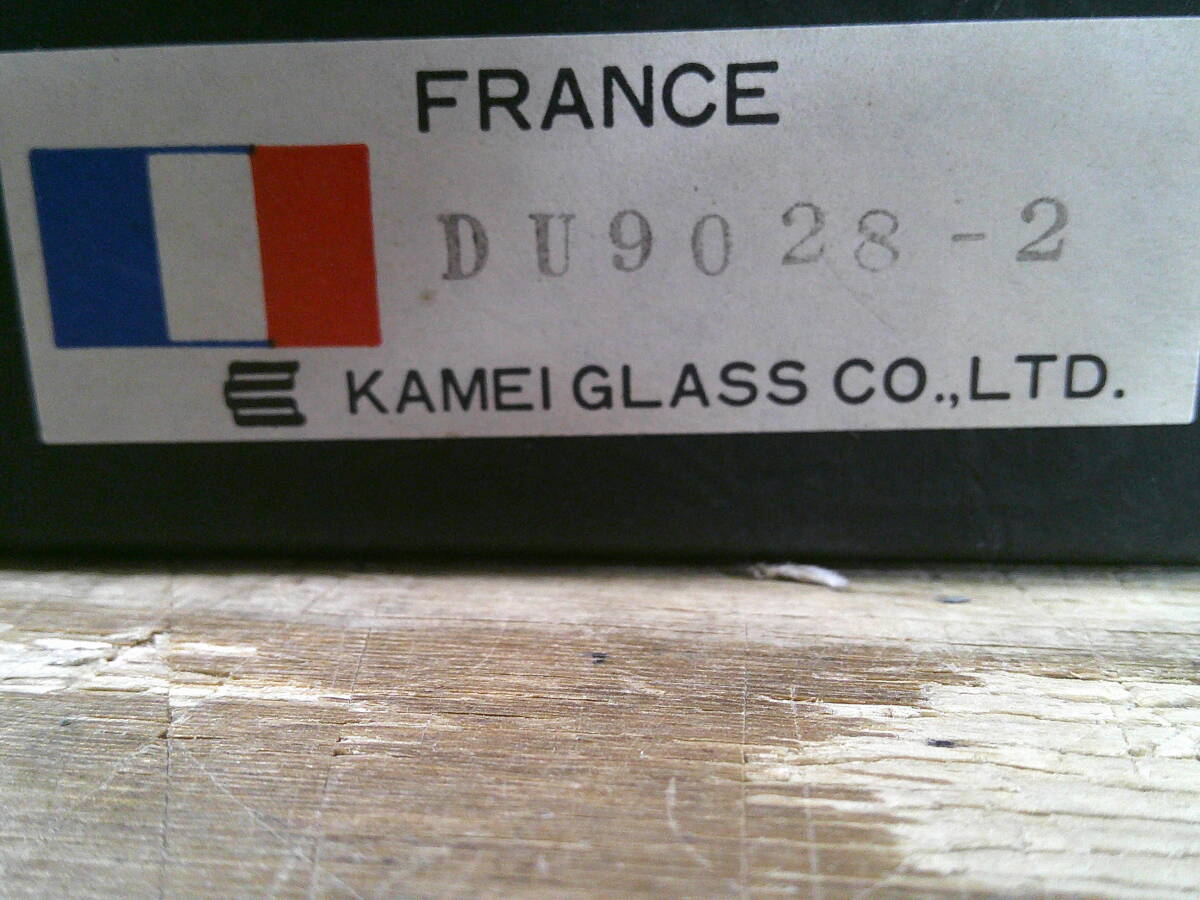 FRANCE
DU9028-2
KAMEI GLASS CO.,LTD.